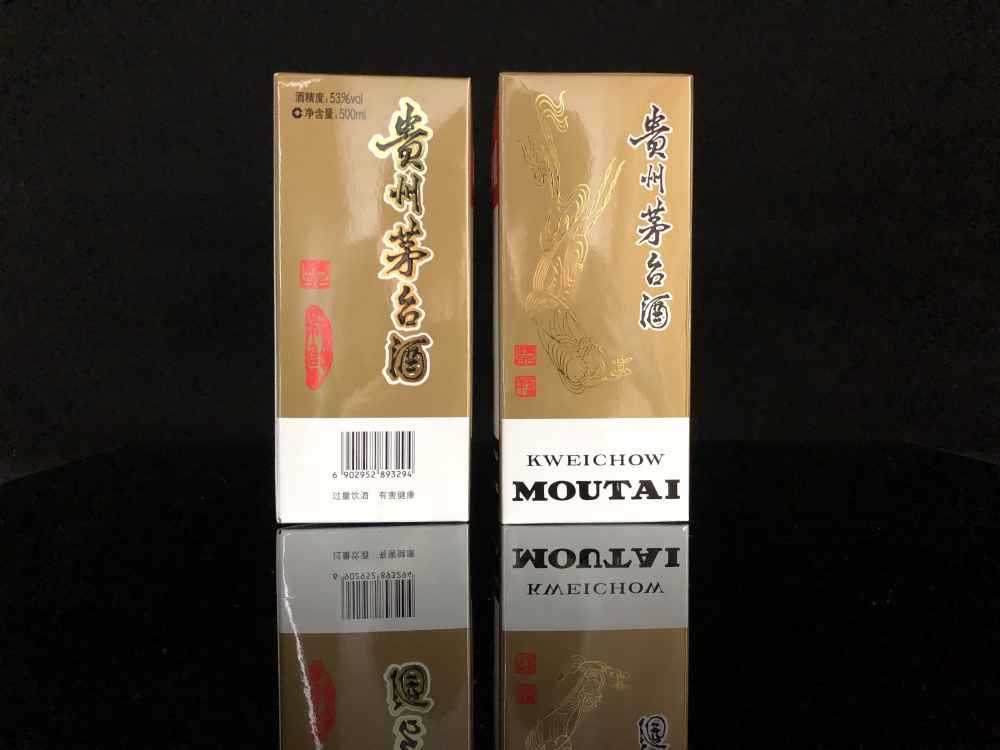 酒精度:53%vol
净含量:500ml
贵州茅台酒
6 902952 893294
过量饮酒 有害健康
贵州茅台酒
KWEICHOW
MOUTAI